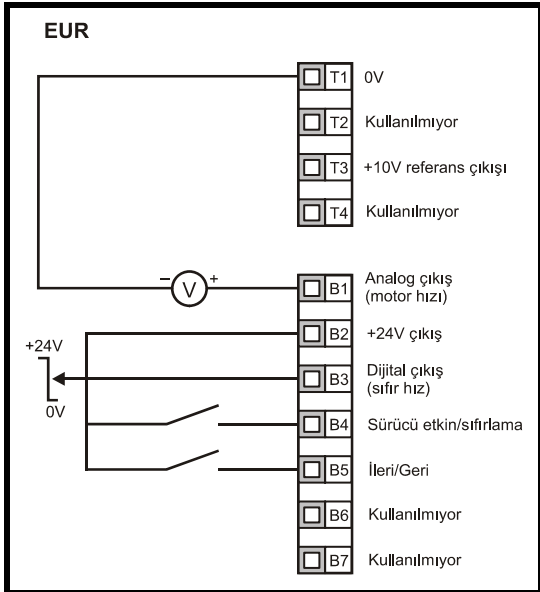 EUR
T1 0V
T2 Kullanılmıyor
T3 +10V referans çıkışı
T4 Kullanılmıyor
− V +
B1 Analog çıkış
(motor hızı)
B2 +24V çıkış
+24V
0V
B3 Dijital çıkış
(sıfır hız)
B4 Sürücü etkin/sıfırlama
B5 İleri/Geri
B6 Kullanılmıyor
B7 Kullanılmıyor